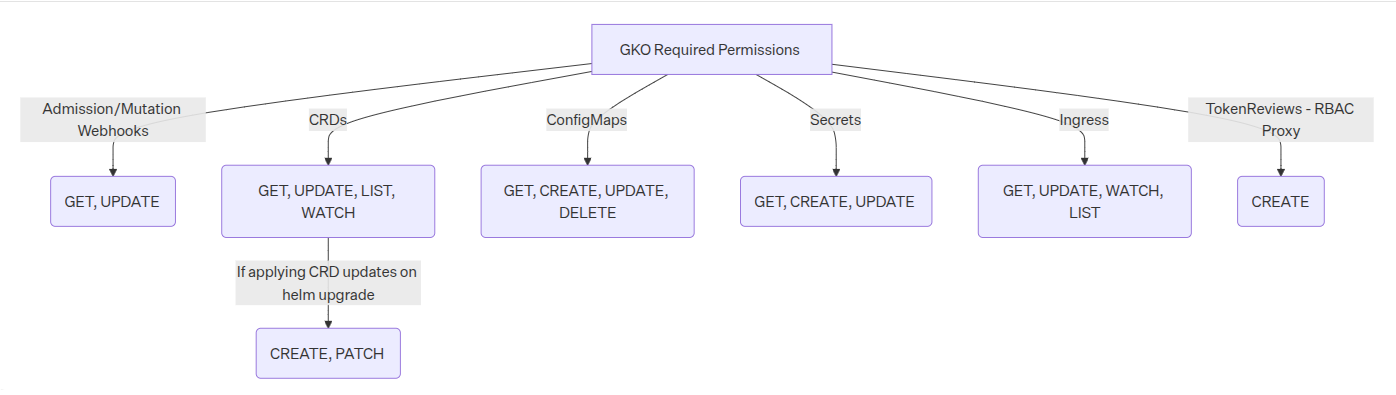 GKO Required Permissions
Admission/Mutation
Webhooks
CRDs
ConfigMaps
Secrets
Ingress
TokenReviews - RBAC
Proxy
GET, UPDATE
GET, UPDATE, LIST,
WATCH
GET, CREATE, UPDATE,
DELETE
GET, CREATE, UPDATE
GET, UPDATE, WATCH,
LIST
CREATE
If applying CRD updates on
helm upgrade
CREATE, PATCH